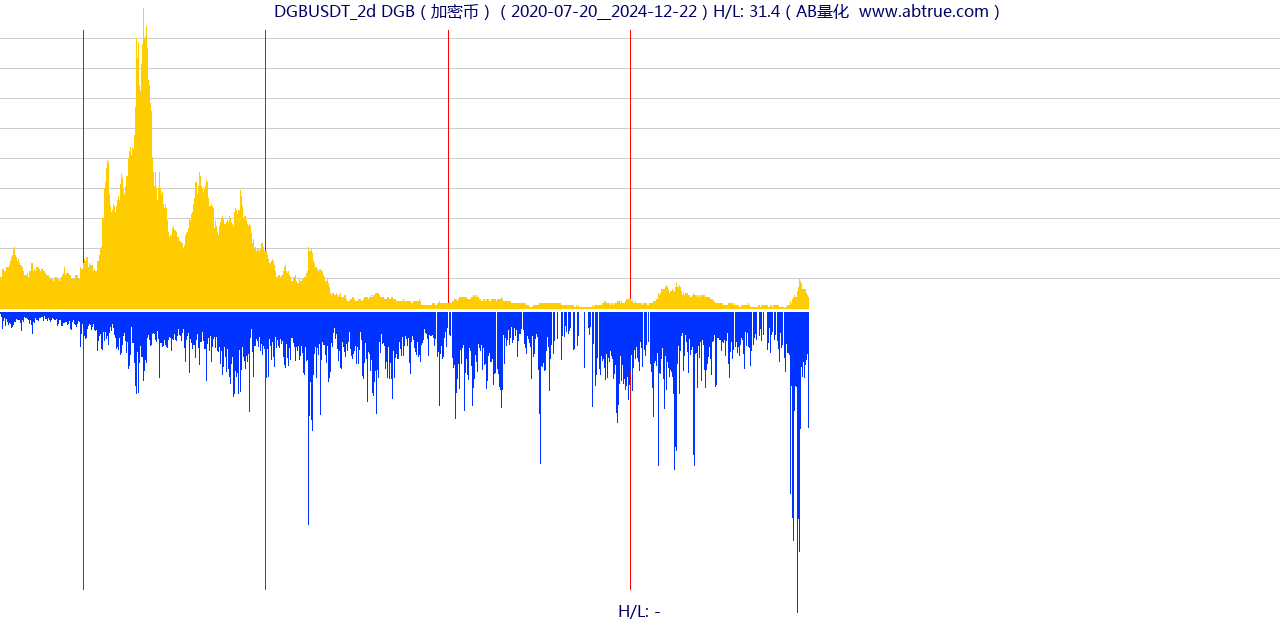 DGBUSDT_2d DGB ( 加密币 ) ( 2020-07-20__2024-12-22 ) H/L: 31.4 ( AB量化 www.abtrue.com )
H/L: -